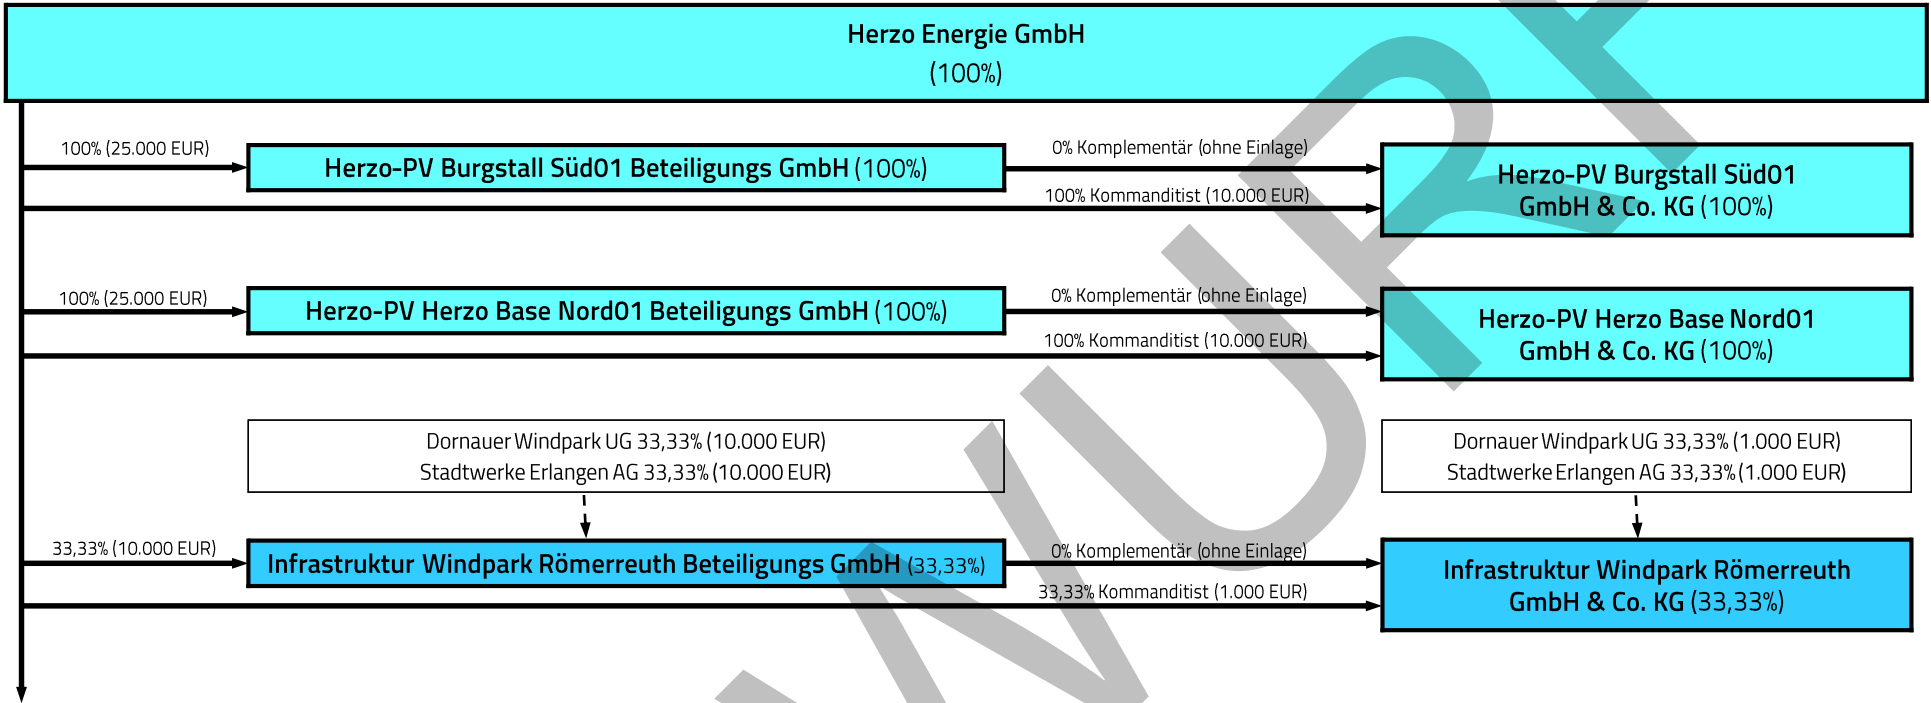 Herzo Energie GmbH
(100%)
100% (25.000 EUR)
Herzo-PV Burgstall Süd01 Beteiligungs GmbH (100%)
0% Komplementär (ohne Einlage)
100% Kommanditist (10.000 EUR)
Herzo-PV Burgstall Süd01
GmbH & Co. KG (100%)
100% (25.000 EUR)
Herzo-PV Herzo Base Nord01 Beteiligungs GmbH (100%)
0% Komplementär (ohne Einlage)
100% Kommanditist (10.000 EUR)
Herzo-PV Herzo Base Nord01
GmbH & Co. KG (100%)
Dornauer Windpark UG 33,33% (10.000 EUR)
Stadtwerke Erlangen AG 33,33% (10.000 EUR)
Dornauer Windpark UG 33,33% (1.000 EUR)
Stadtwerke Erlangen AG 33,33% (1.000 EUR)
33,33% (10.000 EUR)
Infrastruktur Windpark Römerreuth Beteiligungs GmbH (33,33%)
0% Komplementär (ohne Einlage)
33,33% Kommanditist (1.000 EUR)
Infrastruktur Windpark Römerreuth
GmbH & Co. KG (33,33%)